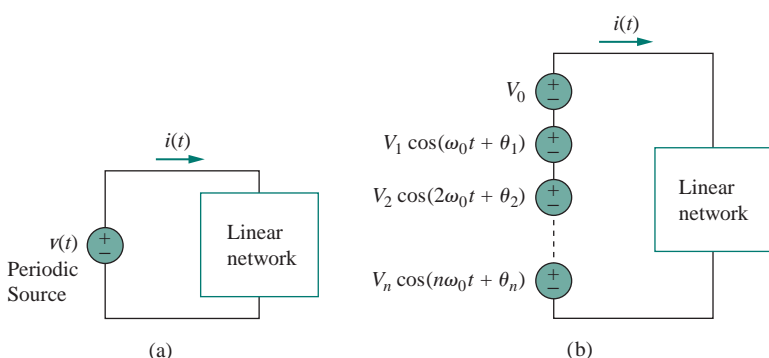 i(t)
v(t)
Periodic
Source
+
−
Linear
network
(a)
i(t)
V₀
+
−
V₁ cos(ω₀t + θ₁)
+
−
V₂ cos(2ω₀t + θ₂)
+
−
Vₙ cos(nω₀t + θₙ)
+
−
Linear
network
(b)